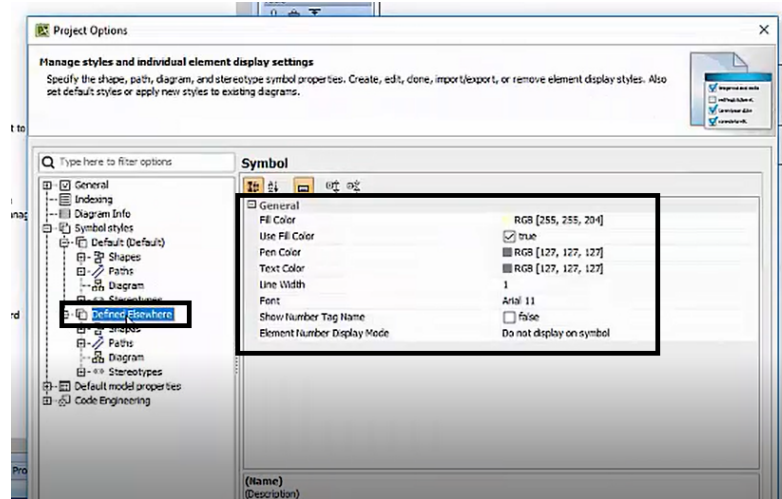 Project Options
Manage styles and individual element display settings
Specify the shape, path, diagram, and stereotype symbol properties. Create, edit, clone, import/export, or remove element display styles. Also
set default styles or apply new styles to existing diagrams.
t to
Type here to filter options
Symbol
General
Indexing
Diagram Info
Symbol styles
Default (Default)
Shapes
Paths
Diagram
Stereotypes
Defined Elsewhere
Shapes
Paths
Diagram
Stereotypes
Default model properties
Code Engineering
General
Fill Color RGB [255, 255, 204]
Use Fill Color true
Pen Color RGB [127, 127, 127]
Text Color RGB [127, 127, 127]
Line Width 1
Font Arial 11
Show Number Tag Name false
Element Number Display Mode Do not display on symbol
rd
Pro
(Name)
(Description)